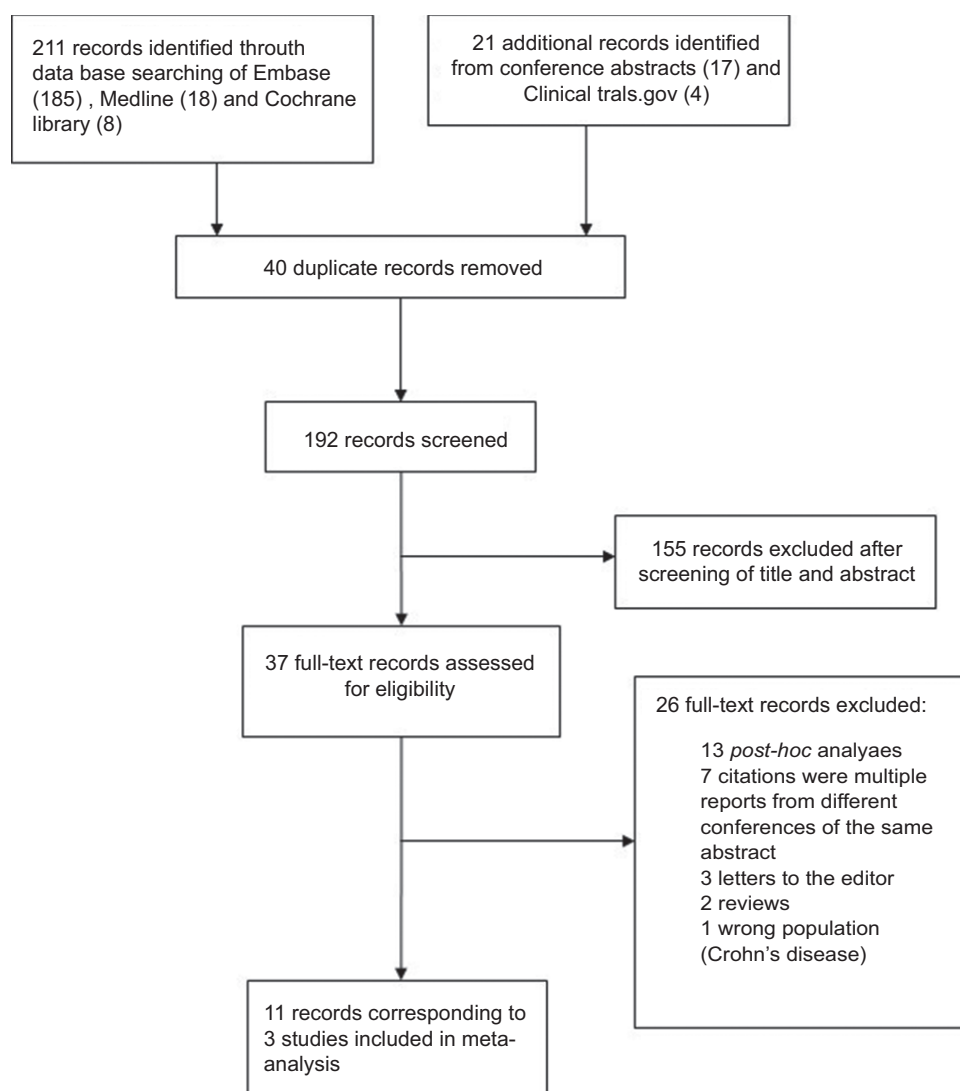 211 records identified throuth
data base searching of Embase
(185) , Medline (18) and Cochrane
library (8)
21 additional records identified
from conference abstracts (17) and
Clinical trals.gov (4)
40 duplicate records removed
192 records screened
155 records excluded after
screening of title and abstract
37 full-text records assessed
for eligibility
26 full-text records excluded:
13 post-hoc analyaes
7 citations were multiple
reports from different
conferences of the same
abstract
3 letters to the editor
2 reviews
1 wrong population
(Crohn’s disease)
11 records corresponding to
3 studies included in meta-
analysis